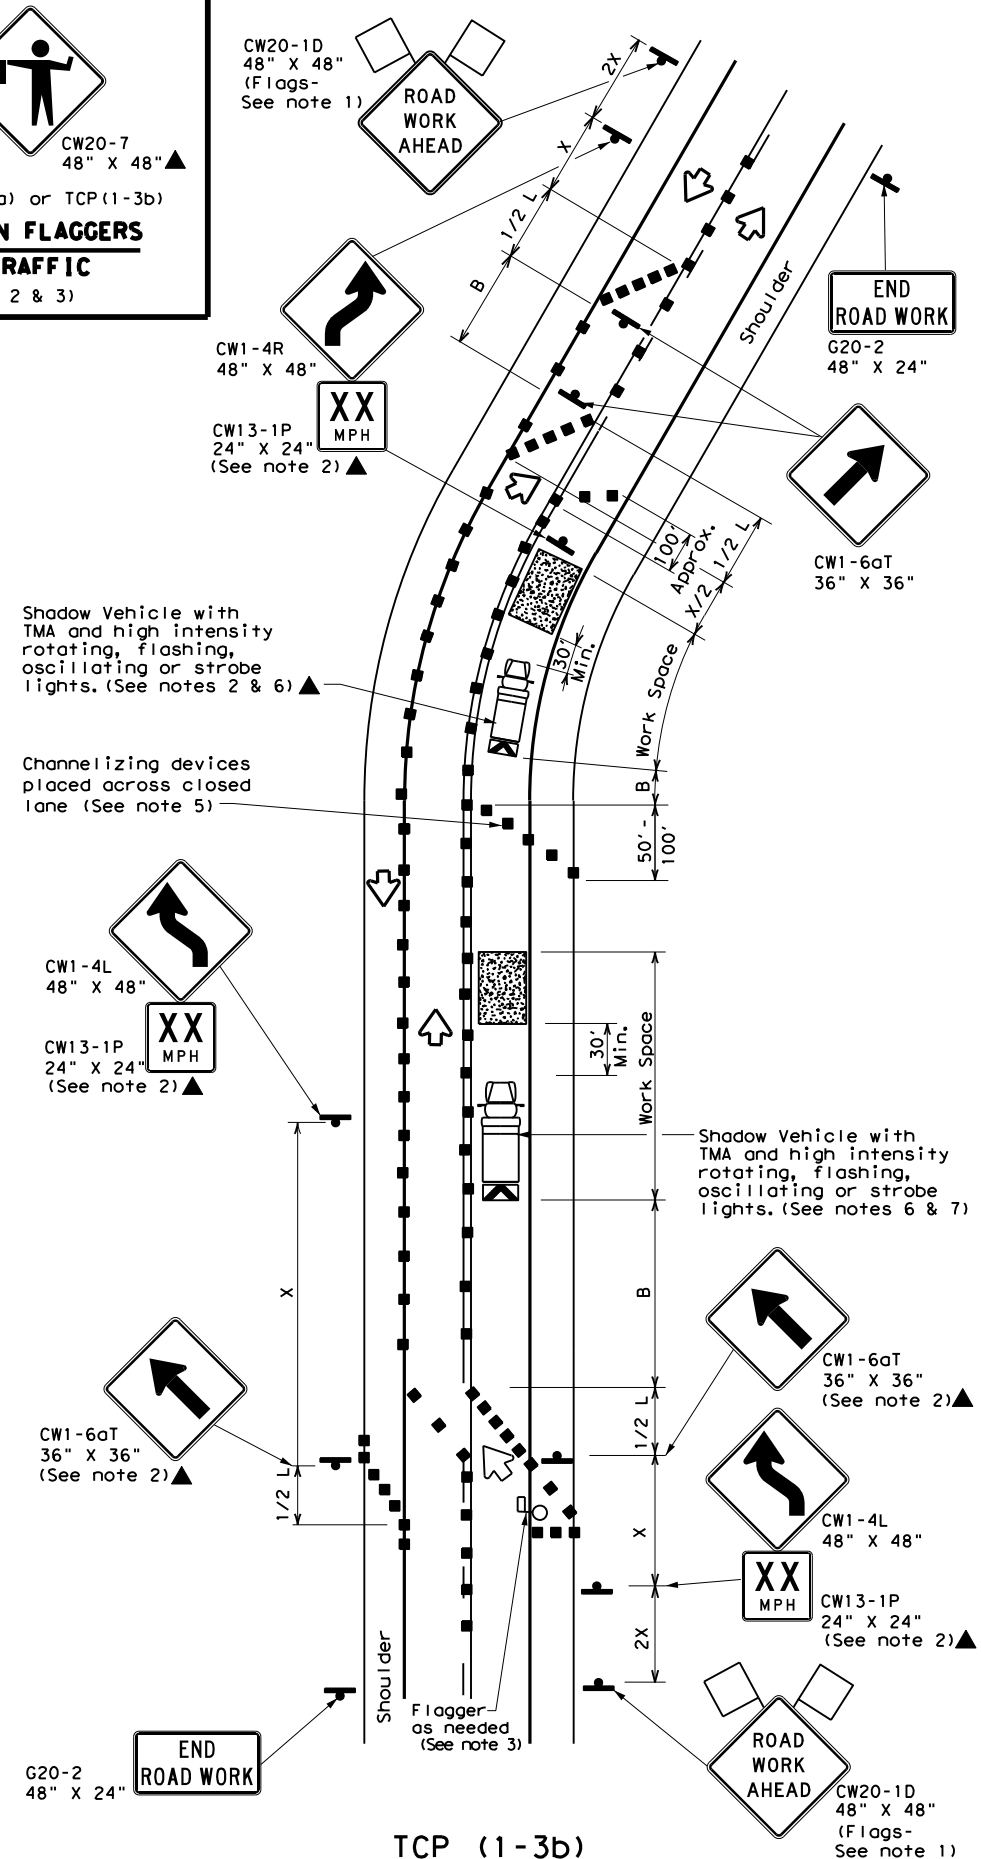 CW20-7
48" X 48"
a) or TCP(1-3b)
N FLAGGERS
RAFFIC
2 & 3)
CW20-1D
48" X 48"
(Flags-
See note 1)
ROAD
WORK
AHEAD
2X
X
1/2 L
B
CW1-4R
48" X 48"
XX
MPH
CW13-1P
24" X 24"
(See note 2)
Shoulder
END
ROAD WORK
G20-2
48" X 24"
CW1-6aT
36" X 36"
100'
Approx.
1/2 L
X/2
30'
Min.
Work Space
B
50' -
100'
Shadow Vehicle with
TMA and high intensity
rotating, flashing,
oscillating or strobe
lights. (See notes 2 & 6)
Channelizing devices
placed across closed
lane (See note 5)
CW1-4L
48" X 48"
XX
MPH
CW13-1P
24" X 24"
(See note 2)
30'
Min.
Work Space
Shadow Vehicle with
TMA and high intensity
rotating, flashing,
oscillating or strobe
lights. (See notes 6 & 7)
X
B
CW1-6aT
36" X 36"
(See note 2)
1/2 L
1/2 L
CW1-6aT
36" X 36"
(See note 2)
X
CW1-4L
48" X 48"
XX
MPH
CW13-1P
24" X 24"
(See note 2)
2X
Shoulder
Flagger
as needed
(See note 3)
END
ROAD WORK
G20-2
48" X 24"
ROAD
WORK
AHEAD
CW20-1D
48" X 48"
(Flags-
See note 1)
TCP (1-3b)